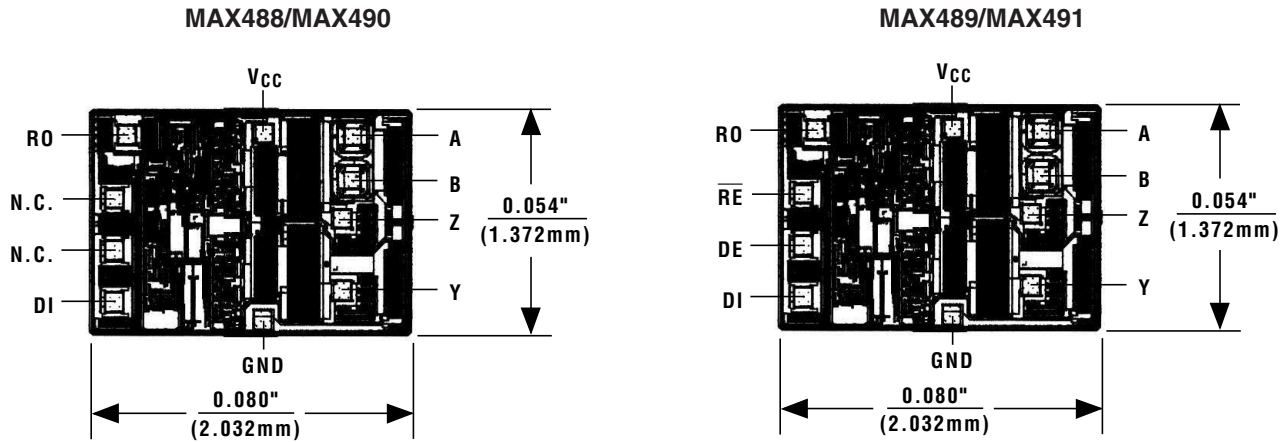 MAX488/MAX490
VCC
RO
N.C.
N.C.
DI
A
B
Z
Y
GND
0.054"
(1.372mm)
0.080"
(2.032mm)
MAX489/MAX491
VCC
RO
R̅E̅
DE
DI
A
B
Z
Y
GND
0.054"
(1.372mm)
0.080"
(2.032mm)